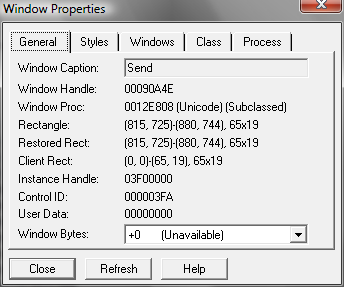 Window Properties
General Styles Windows Class Process
Window Caption: Send
Window Handle: 00090A4E
Window Proc: 0012E808 (Unicode) (Subclassed)
Rectangle: (815, 725)-(880, 744), 65x19
Restored Rect: (815, 725)-(880, 744), 65x19
Client Rect: (0, 0)-(65, 19), 65x19
Instance Handle: 03F00000
Control ID: 000003FA
User Data: 00000000
Window Bytes: +0 (Unavailable)
Close Refresh Help